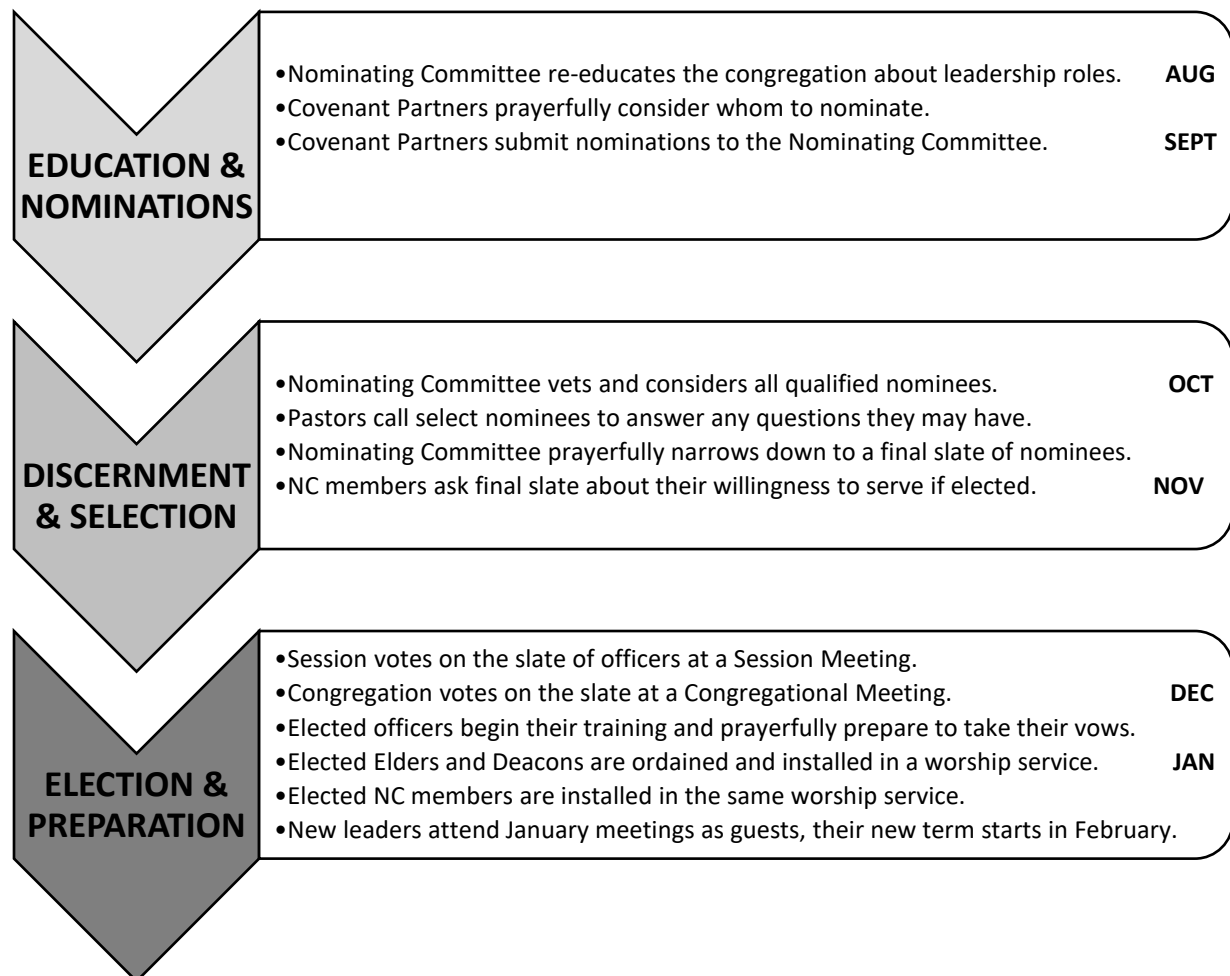 EDUCATION &
NOMINATIONS
•Nominating Committee re-educates the congregation about leadership roles. AUG
•Covenant Partners prayerfully consider whom to nominate.
•Covenant Partners submit nominations to the Nominating Committee. SEPT
DISCERNMENT
& SELECTION
•Nominating Committee vets and considers all qualified nominees. OCT
•Pastors call select nominees to answer any questions they may have.
•Nominating Committee prayerfully narrows down to a final slate of nominees.
•NC members ask final slate about their willingness to serve if elected. NOV
ELECTION &
PREPARATION
•Session votes on the slate of officers at a Session Meeting.
•Congregation votes on the slate at a Congregational Meeting. DEC
•Elected officers begin their training and prayerfully prepare to take their vows.
•Elected Elders and Deacons are ordained and installed in a worship service. JAN
•Elected NC members are installed in the same worship service.
•New leaders attend January meetings as guests, their new term starts in February.